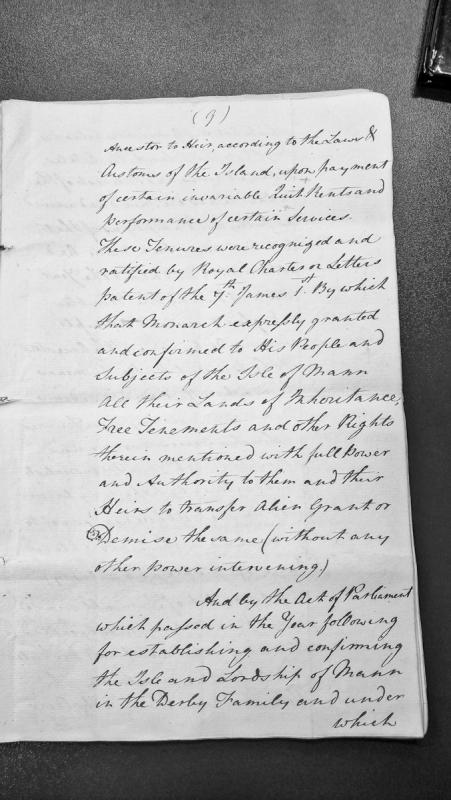 (9)
Ancestor to Heir, according to the Laws &
Customs of the Island, upon payment
of certain invariable Quit Rents and
performance of certain Services.
These Tenures were recognized and
ratified by Royal Charter or Letters
patent of the 7th. James 1st. By which
that Monarch expressly granted
and confirmed to His People and
Subjects of the Isle of Mann
All their Lands of Inheritance,
Free Tenements and other Rights
therein mentioned with full Power
and Authority to them and their
Heirs to transfer Alien Grant or
Demise the same (without any
other power intervening)
And by the Act of Parliament
which passed in the Year following
for establishing and confirming
the Isle and Lordship of Mann
in the Derby Family and under
which